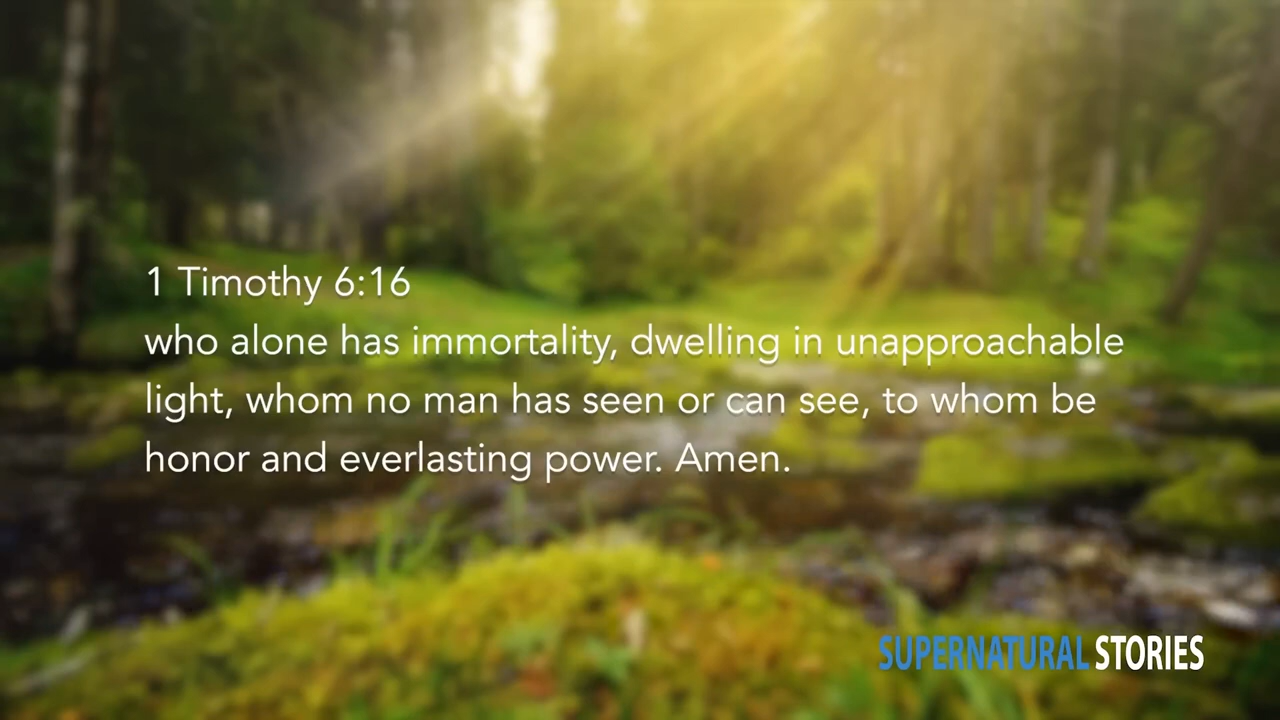 1 Timothy 6:16
who alone has immortality, dwelling in unapproachable
light, whom no man has seen or can see, to whom be
honor and everlasting power. Amen.
SUPERNATURAL STORIES